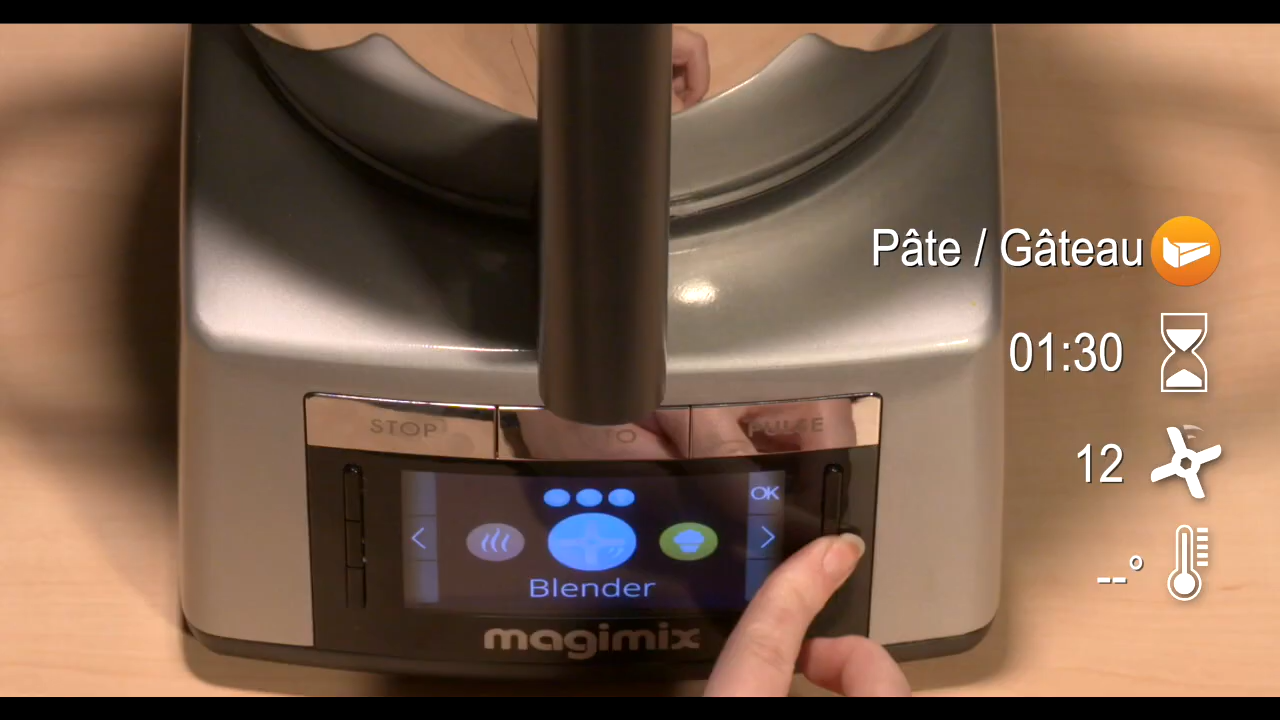 Pâte / Gâteau
01:30
12
--°
STOP
PULSE
OK
< >
Blender
magimix